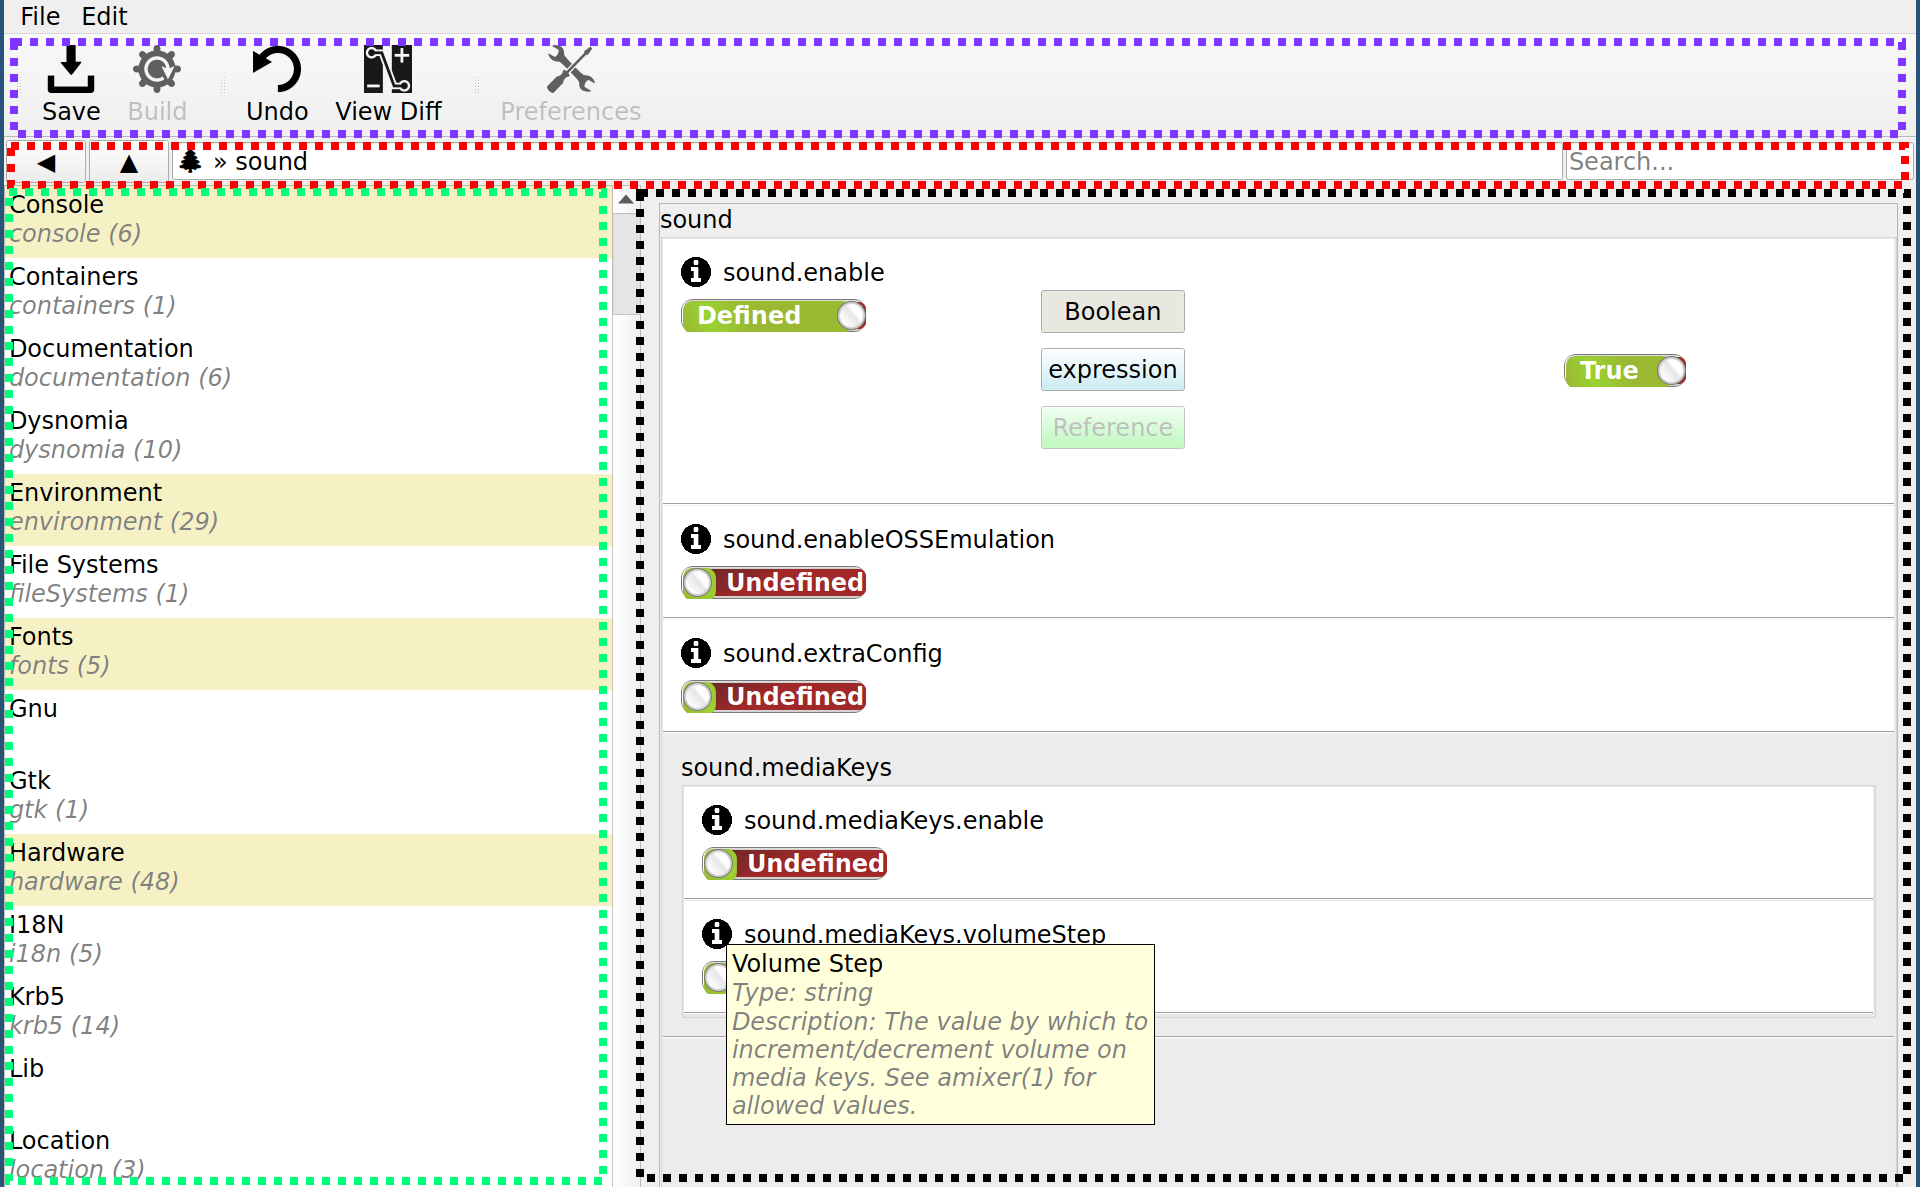 File Edit
Save Build Undo View Diff Preferences
» sound
Search...
Console
console (6)
Containers
containers (1)
Documentation
documentation (6)
Dysnomia
dysnomia (10)
Environment
environment (29)
File Systems
fileSystems (1)
Fonts
fonts (5)
Gnu
Gtk
gtk (1)
Hardware
hardware (48)
I18N
i18n (5)
Krb5
krb5 (14)
Lib
Location
location (3)
sound
sound.enable
Defined
Boolean
expression
Reference
True
sound.enableOSSEmulation
Undefined
sound.extraConfig
Undefined
sound.mediaKeys
sound.mediaKeys.enable
Undefined
sound.mediaKeys.volumeStep
Volume Step
Type: string
Description: The value by which to
increment/decrement volume on
media keys. See amixer(1) for
allowed values.